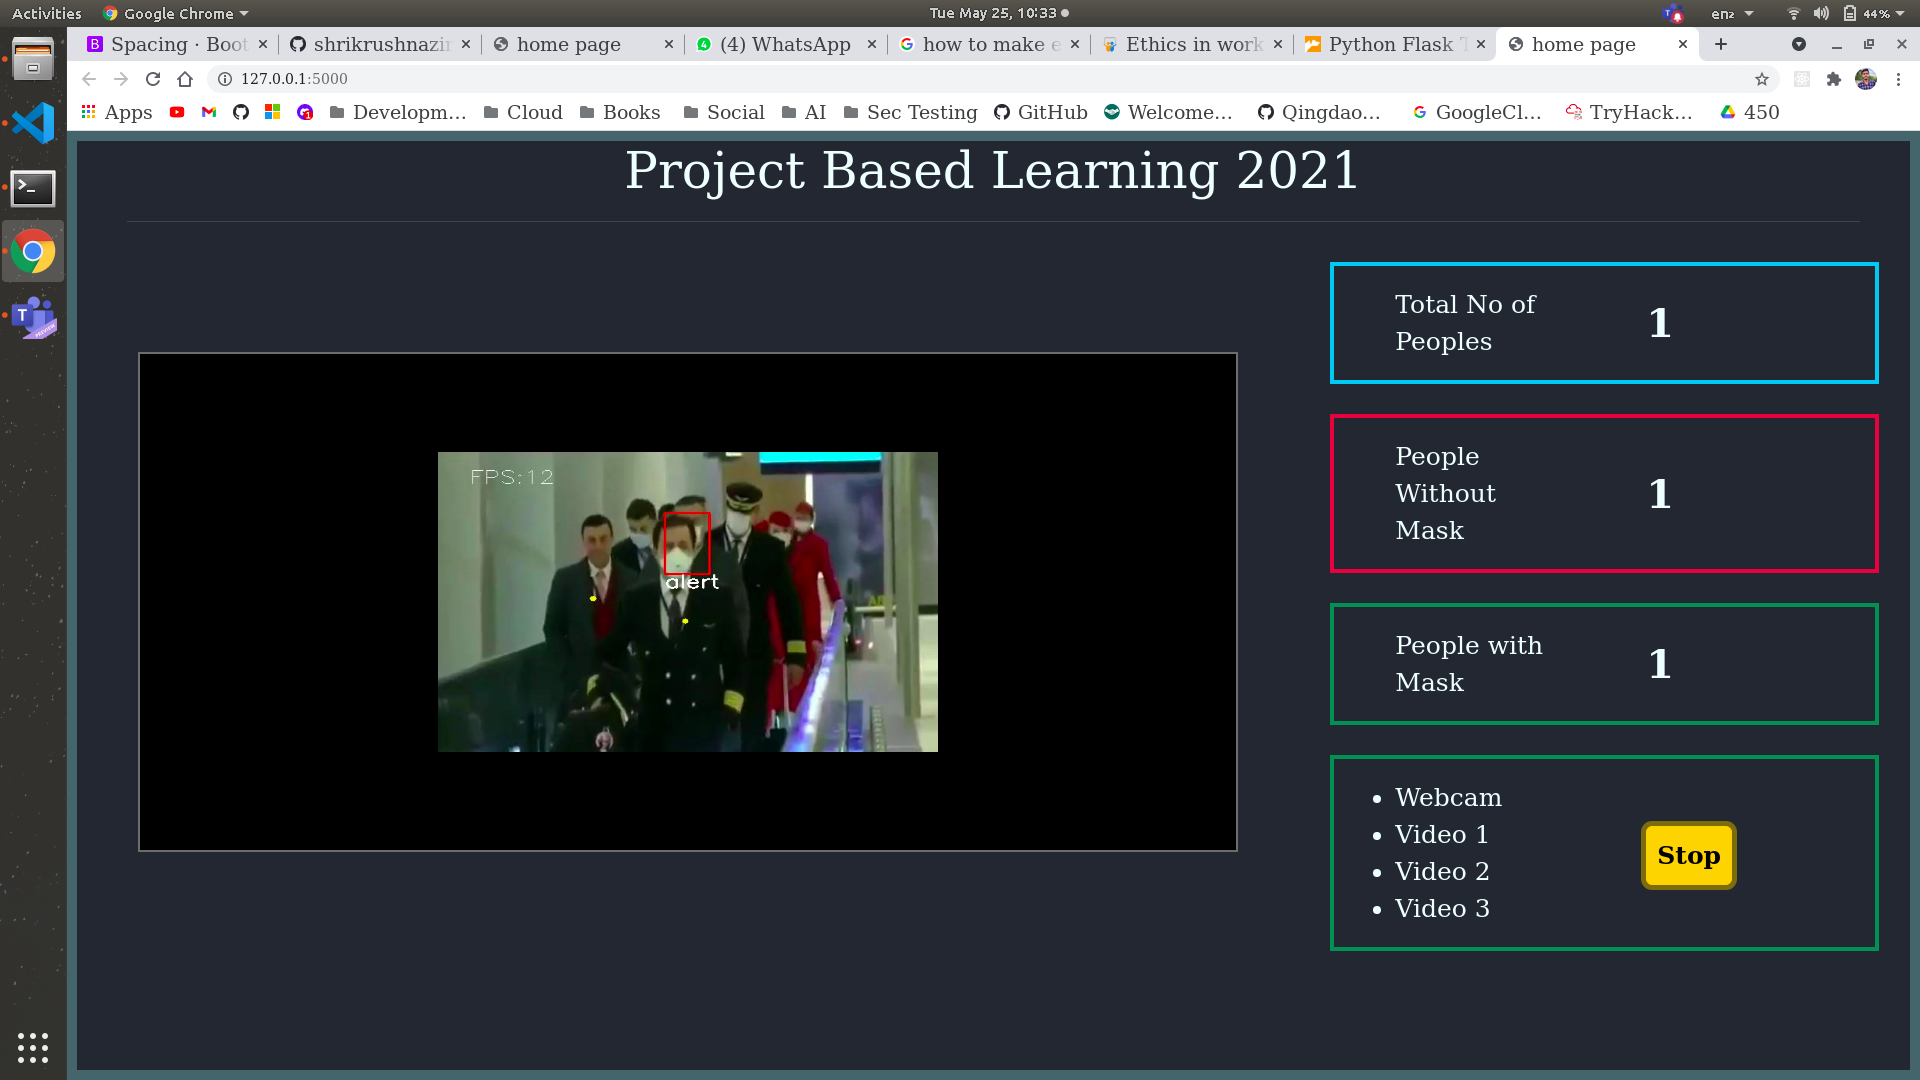 Activities
Google Chrome
Tue May 25, 10:33
en₂
44%
Spacing · Boot
shrikrushnazir
home page
(4) WhatsApp
how to make e
Ethics in work
Python Flask T
home page
127.0.0.1:5000
Apps
Developm...
Cloud
Books
Social
AI
Sec Testing
GitHub
Welcome...
Qingdao...
GoogleCl...
TryHack...
450
Project Based Learning 2021
FPS:12
alert
Total No of
Peoples
1
People
Without
Mask
1
People with
Mask
1
Webcam
Video 1
Video 2
Video 3
Stop